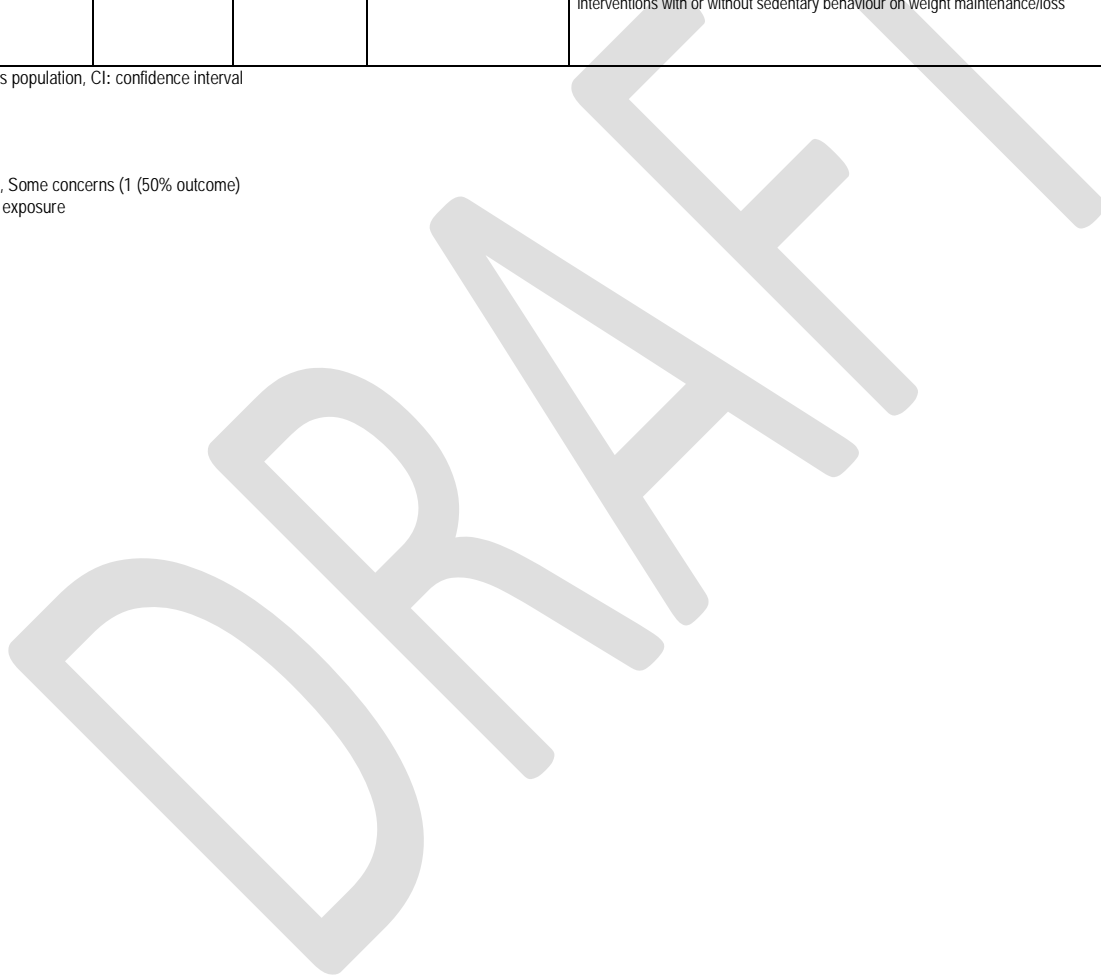 interventions with or without sedentary behaviour on weight maintenance/loss
s population, CI: confidence interval
, Some concerns (1 (50% outcome)
exposure
DRAFT